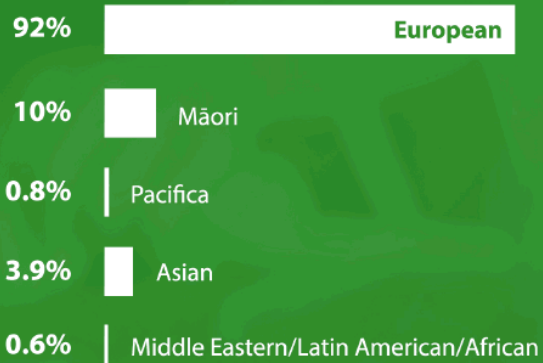 92% European
10% Māori
0.8% Pacifica
3.9% Asian
0.6% Middle Eastern/Latin American/African